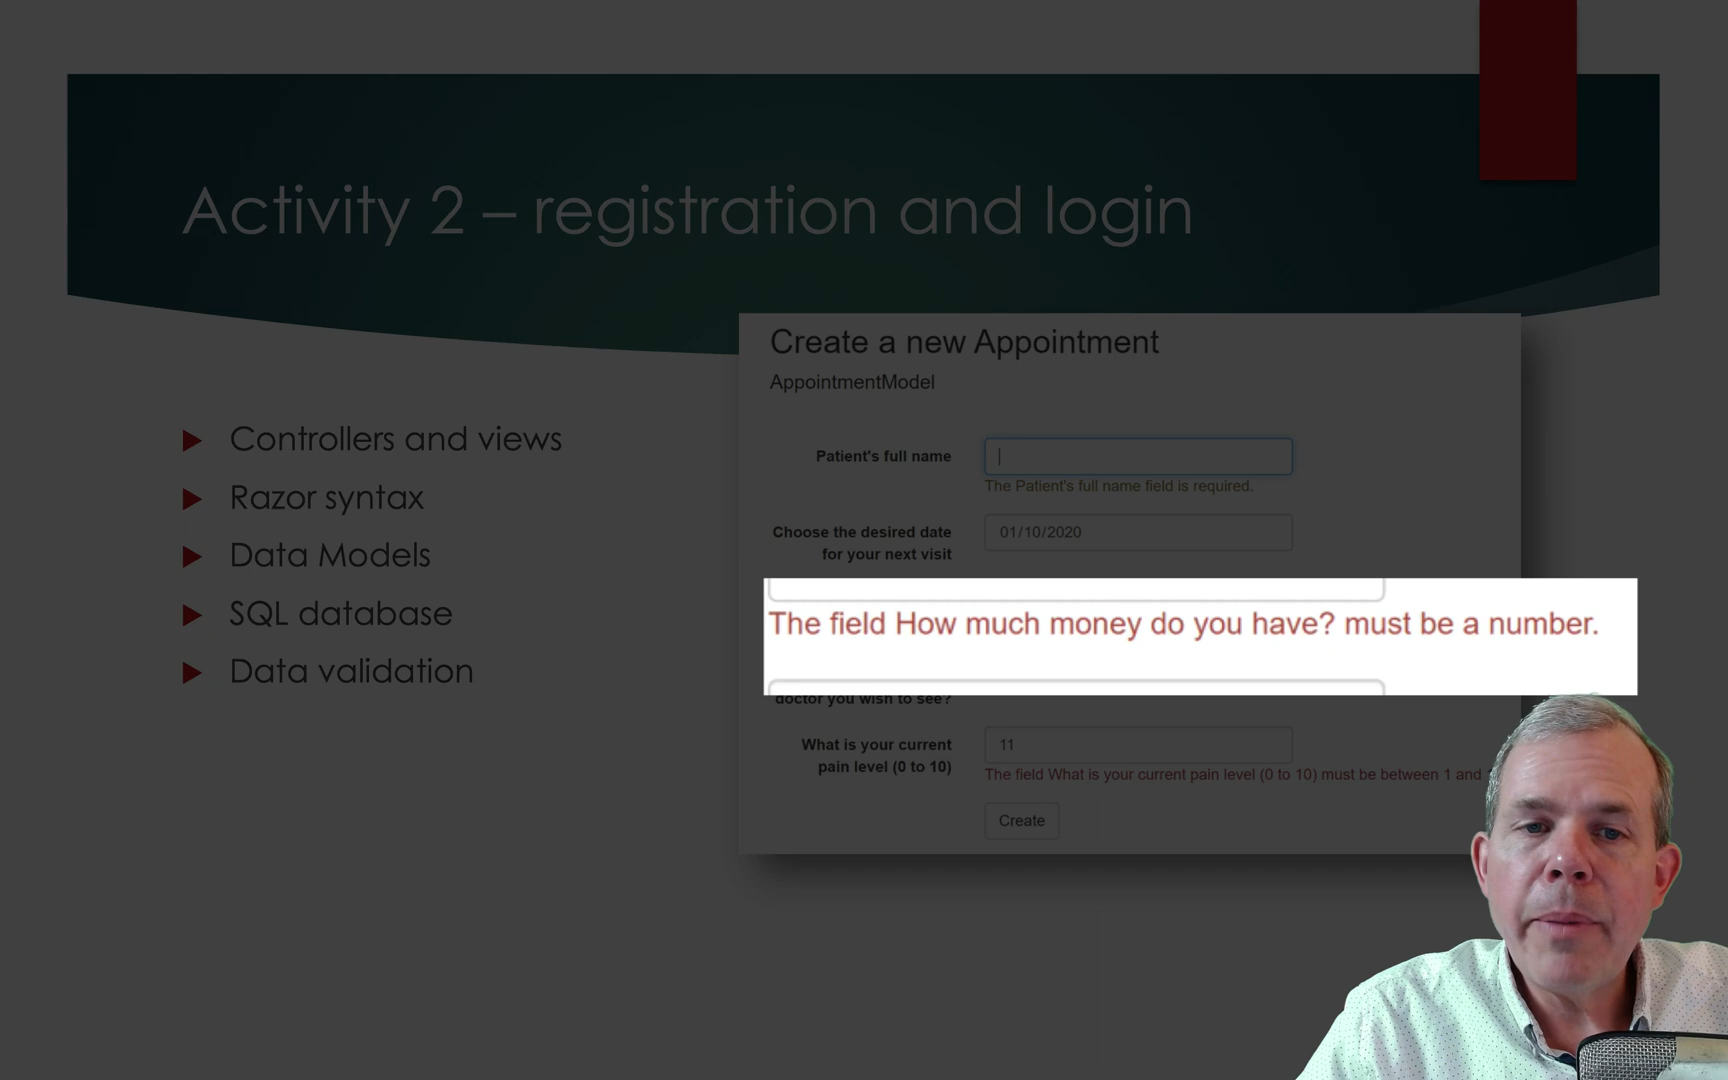 Activity 2 – registration and login
Controllers and views
Razor syntax
Data Models
SQL database
Data validation
Create a new Appointment
AppointmentModel
Patient's full name
The Patient's full name field is required.
Choose the desired date
for your next visit
01/10/2020
The field How much money do you have? must be a number.
doctor you wish to see?
What is your current
pain level (0 to 10)
11
The field What is your current pain level (0 to 10) must be between 1 and
Create